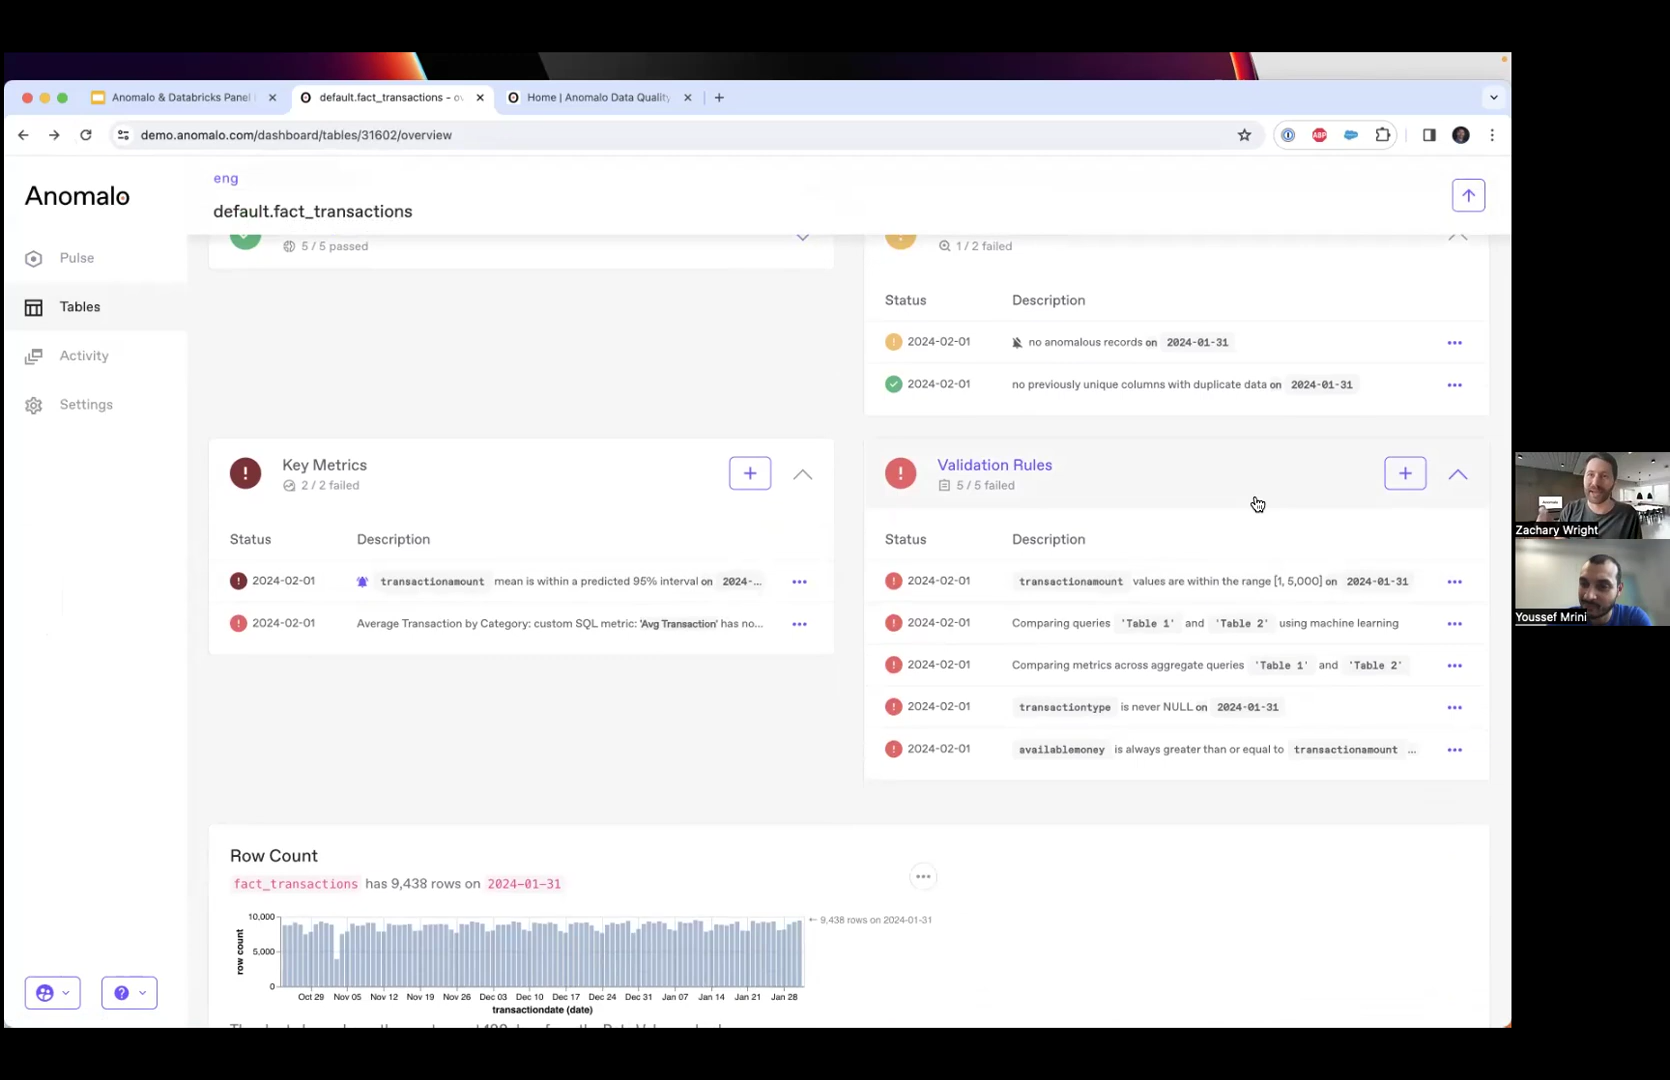 Anomalo & Databricks Panel
default.fact_transactions - ov
Home | Anomalo Data Quality
demo.anomalo.com/dashboard/tables/31602/overview
ABP
Anomalo
eng
default.fact_transactions
Pulse
Tables
Activity
Settings
5 / 5 passed
1 / 2 failed
Status Description
2024-02-01 no anomalous records on 2024-01-31
2024-02-01 no previously unique columns with duplicate data on 2024-01-31
Key Metrics
2 / 2 failed
Status Description
2024-02-01 transactionamount mean is within a predicted 95% interval on 2024-...
2024-02-01 Average Transaction by Category: custom SQL metric: 'Avg Transaction' has no...
Validation Rules
5 / 5 failed
Status Description
2024-02-01 transactionamount values are within the range [1, 5,000] on 2024-01-31
2024-02-01 Comparing queries 'Table 1' and 'Table 2' using machine learning
2024-02-01 Comparing metrics across aggregate queries 'Table 1' and 'Table 2'
2024-02-01 transactiontype is never NULL on 2024-01-31
2024-02-01 availablemoney is always greater than or equal to transactionamount ...
Row Count
fact_transactions has 9,438 rows on 2024-01-31
10,000
5,000
0
row count
← 9,438 rows on 2024-01-31
Oct 29 Nov 05 Nov 12 Nov 19 Nov 26 Dec 03 Dec 10 Dec 17 Dec 24 Dec 31 Jan 07 Jan 14 Jan 21 Jan 28
transactiondate (date)
Anomalo
Zachary Wright
Youssef Mrini